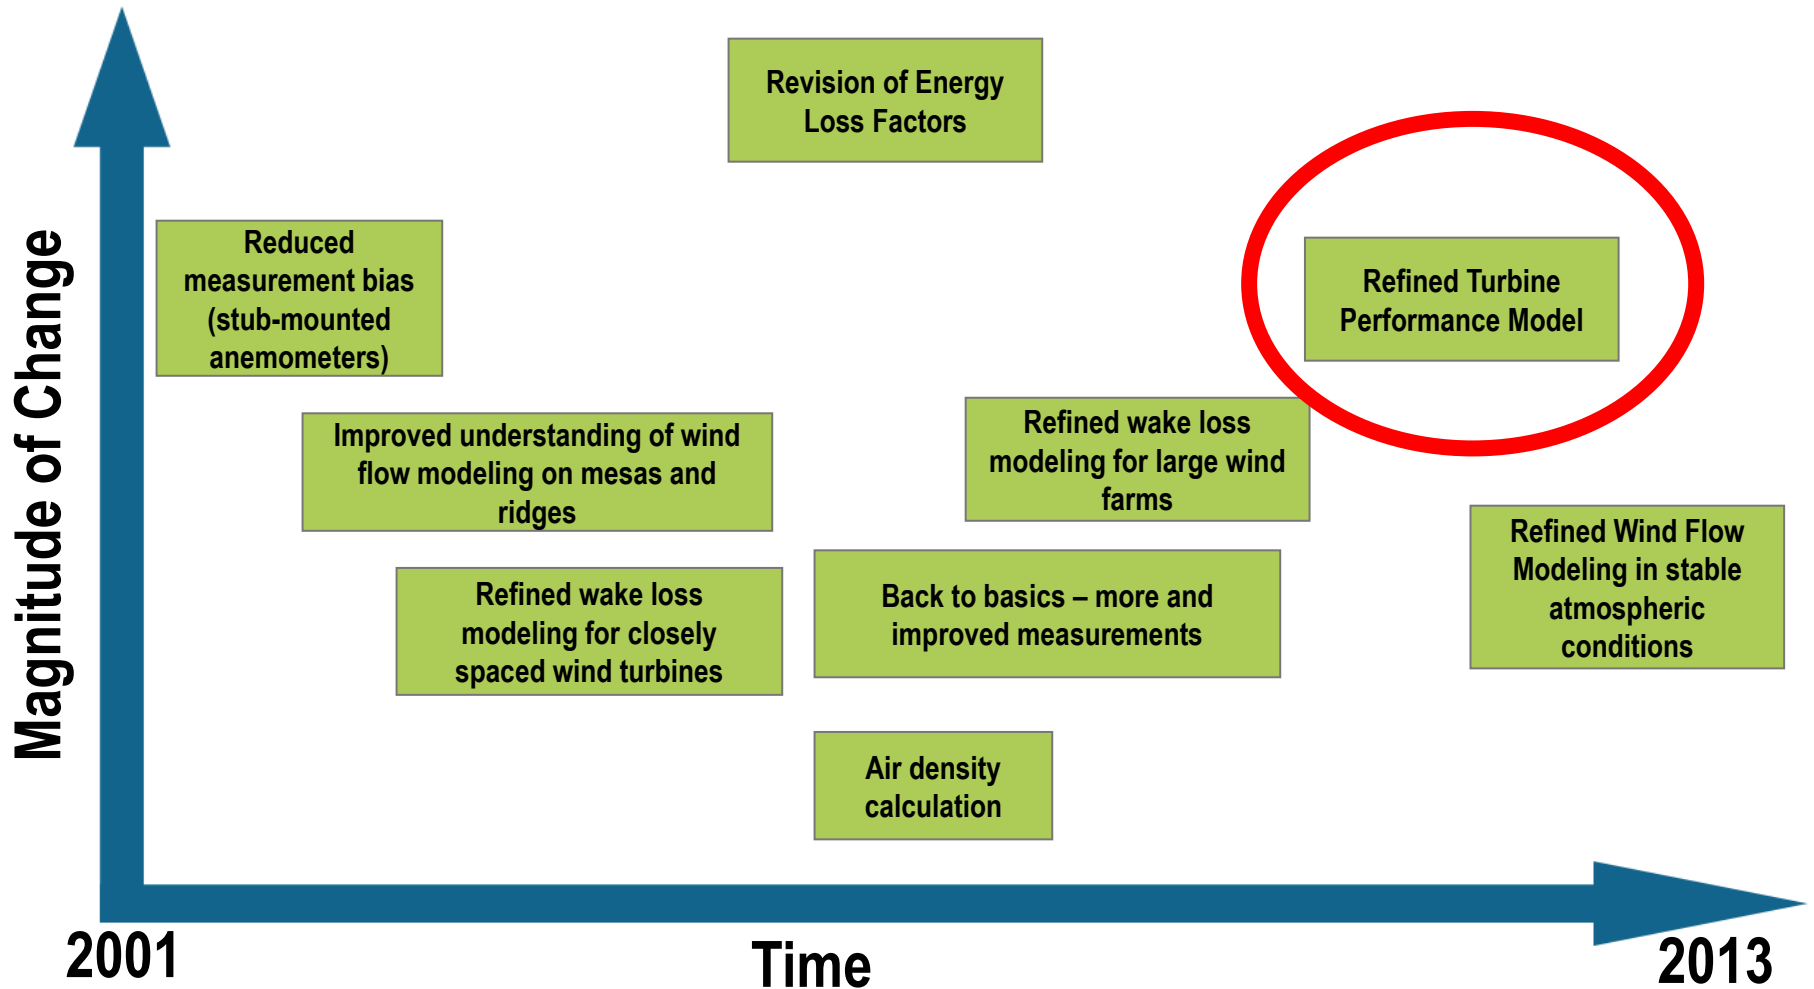 Revision of Energy
Loss Factors
Reduced
measurement bias
(stub-mounted
anemometers)
Refined Turbine
Performance Model
Improved understanding of wind
flow modeling on mesas and
ridges
Refined wake loss
modeling for large wind
farms
Refined wake loss
modeling for closely
spaced wind turbines
Back to basics – more and
improved measurements
Refined Wind Flow
Modeling in stable
atmospheric
conditions
Air density
calculation
Magnitude of Change
2001
Time
2013